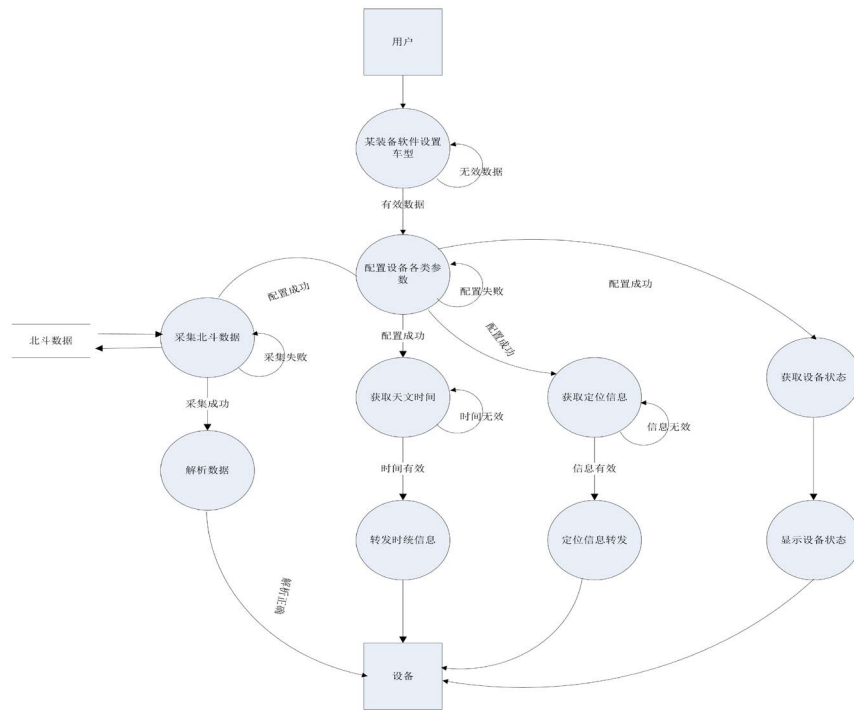 用户
某装备软件设置
车型
无效数据
有效数据
配置设备各类参
数
配置失败
配置成功
配置成功
配置成功
配置成功
北斗数据
采集北斗数据
采集失败
采集成功
获取天文时间
时间无效
获取定位信息
信息无效
获取设备状态
解析数据
时间有效
信息有效
转发时统信息
定位信息转发
显示设备状态
解析正确
设备